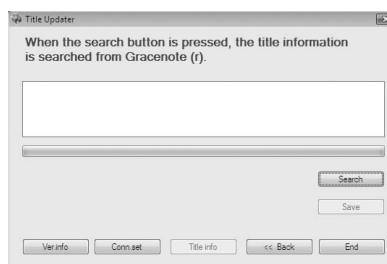 Title Updater
When the search button is pressed, the title information
is searched from Gracenote (r).
Search
Save
Ver.info
Conn.set
Title info
<< Back
End